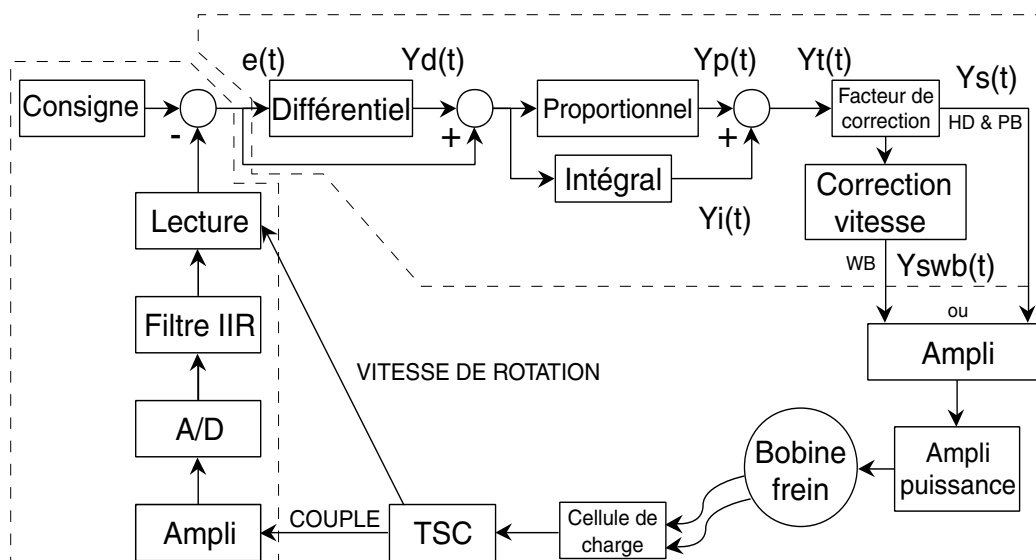 e(t)
Yd(t)
Yp(t)
Yt(t)
Ys(t)
Consigne
-
Différentiel
+
Proportionnel
+
Facteur de
correction
HD & PB
Intégral
Yi(t)
Correction
vitesse
WB
Yswb(t)
Lecture
Filtre IIR
VITESSE DE ROTATION
A/D
ou
Ampli
Bobine
frein
Ampli
puissance
Ampli
COUPLE
TSC
Cellule de
charge